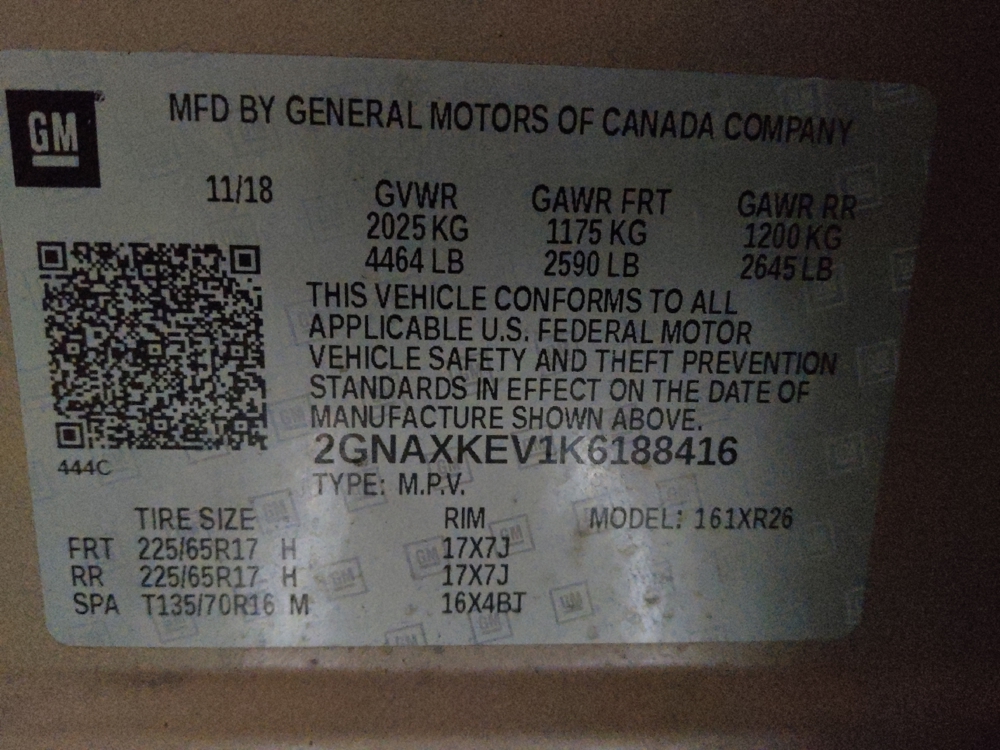 GM
MFD BY GENERAL MOTORS OF CANADA COMPANY
11/18 GVWR GAWR FRT GAWR RR
2025 KG 1175 KG 1200 KG
4464 LB 2590 LB 2645 LB
THIS VEHICLE CONFORMS TO ALL
APPLICABLE U.S. FEDERAL MOTOR
VEHICLE SAFETY AND THEFT PREVENTION
STANDARDS IN EFFECT ON THE DATE OF
MANUFACTURE SHOWN ABOVE.
2GNAXKEV1K6188416
444C
TYPE: M.P.V.
TIRE SIZE RIM MODEL: 161XR26
FRT 225/65R17 H 17X7J
RR 225/65R17 H 17X7J
SPA T135/70R16 M 16X4BJ